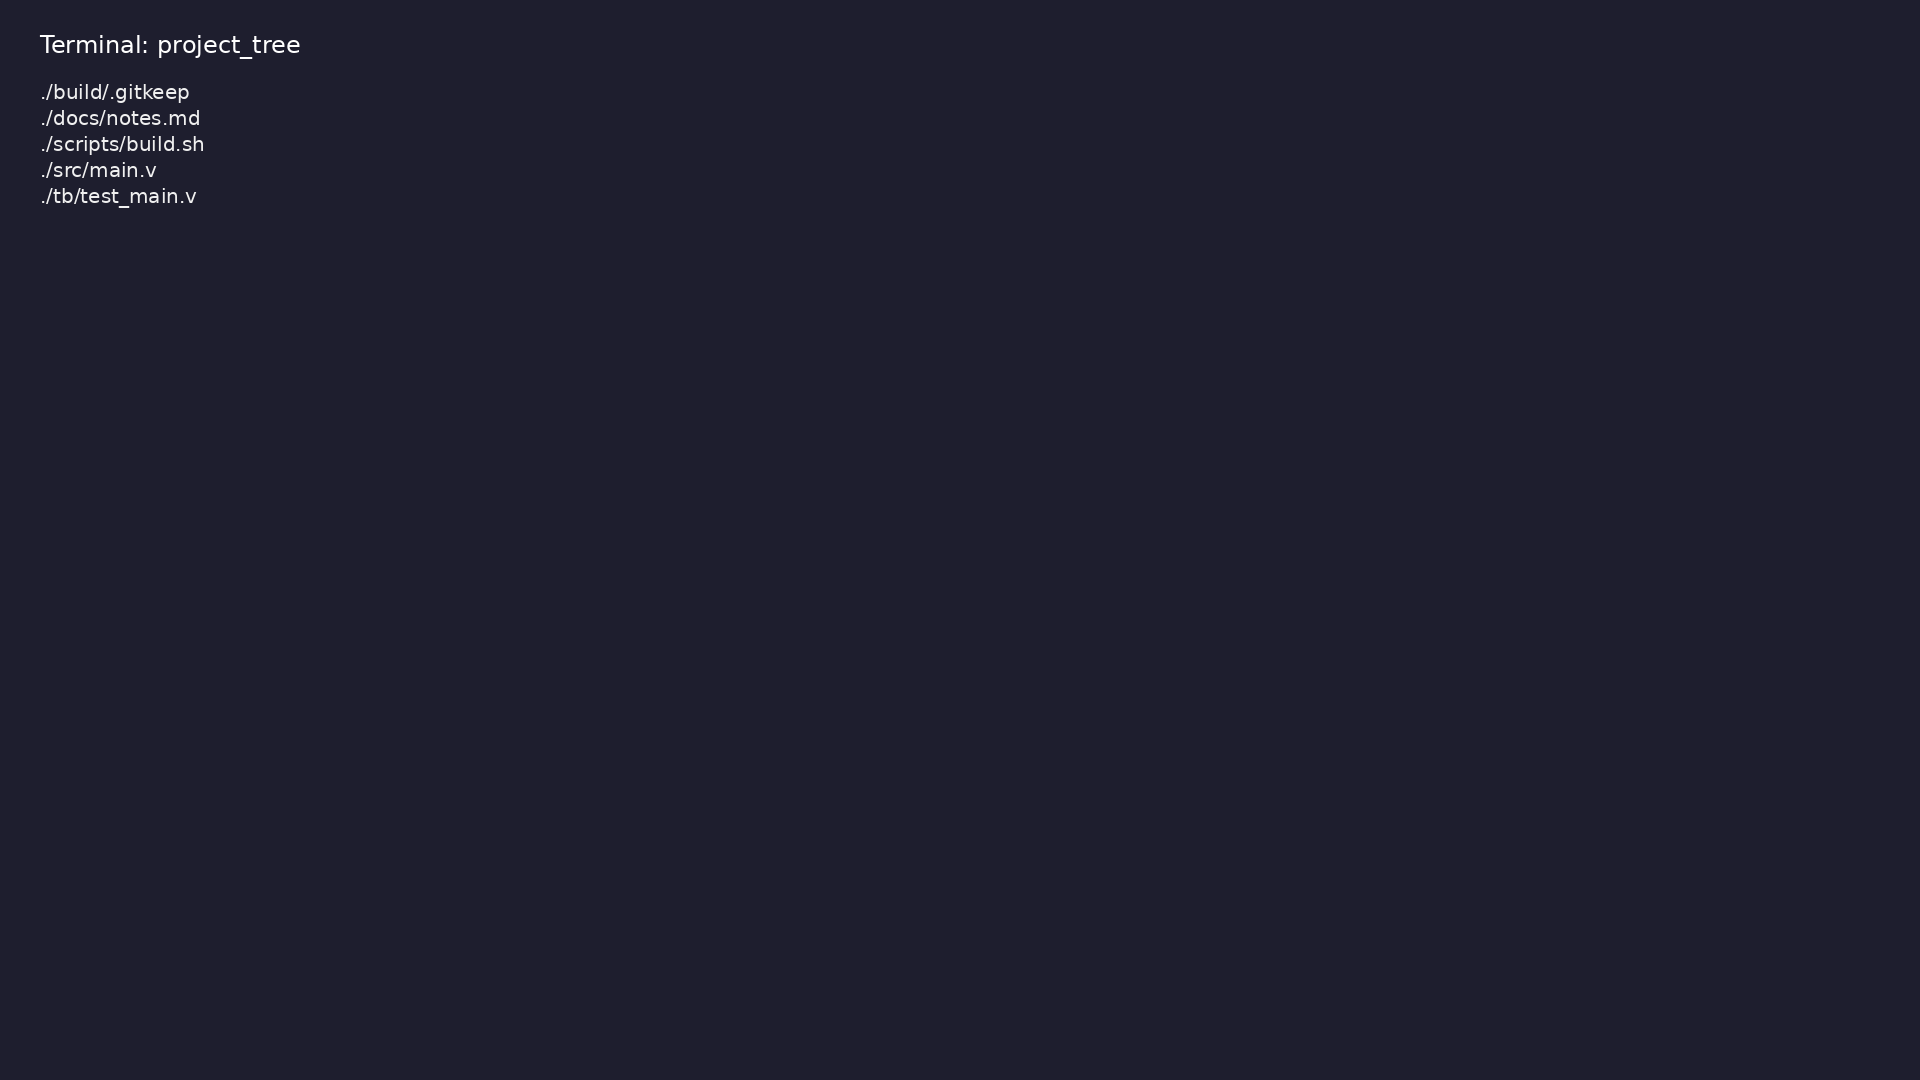 Terminal: project_tree
./build/.gitkeep
./docs/notes.md
./scripts/build.sh
./src/main.v
./tb/test_main.v